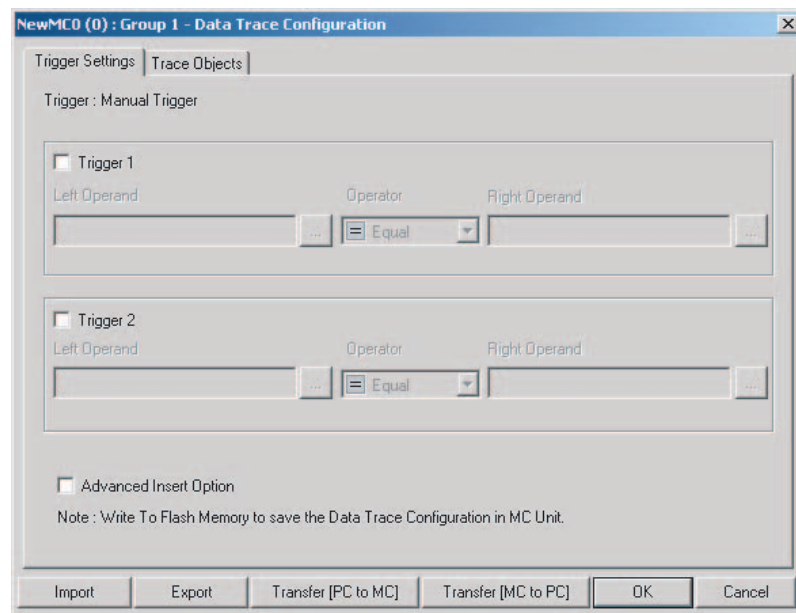 NewMC0 (0) : Group 1 - Data Trace Configuration
Trigger Settings Trace Objects
Trigger : Manual Trigger
Trigger 1
Left Operand Operator Right Operand
... = Equal ...
Trigger 2
Left Operand Operator Right Operand
... = Equal ...
Advanced Insert Option
Note : Write To Flash Memory to save the Data Trace Configuration in MC Unit.
Import Export Transfer [PC to MC] Transfer [MC to PC] OK Cancel